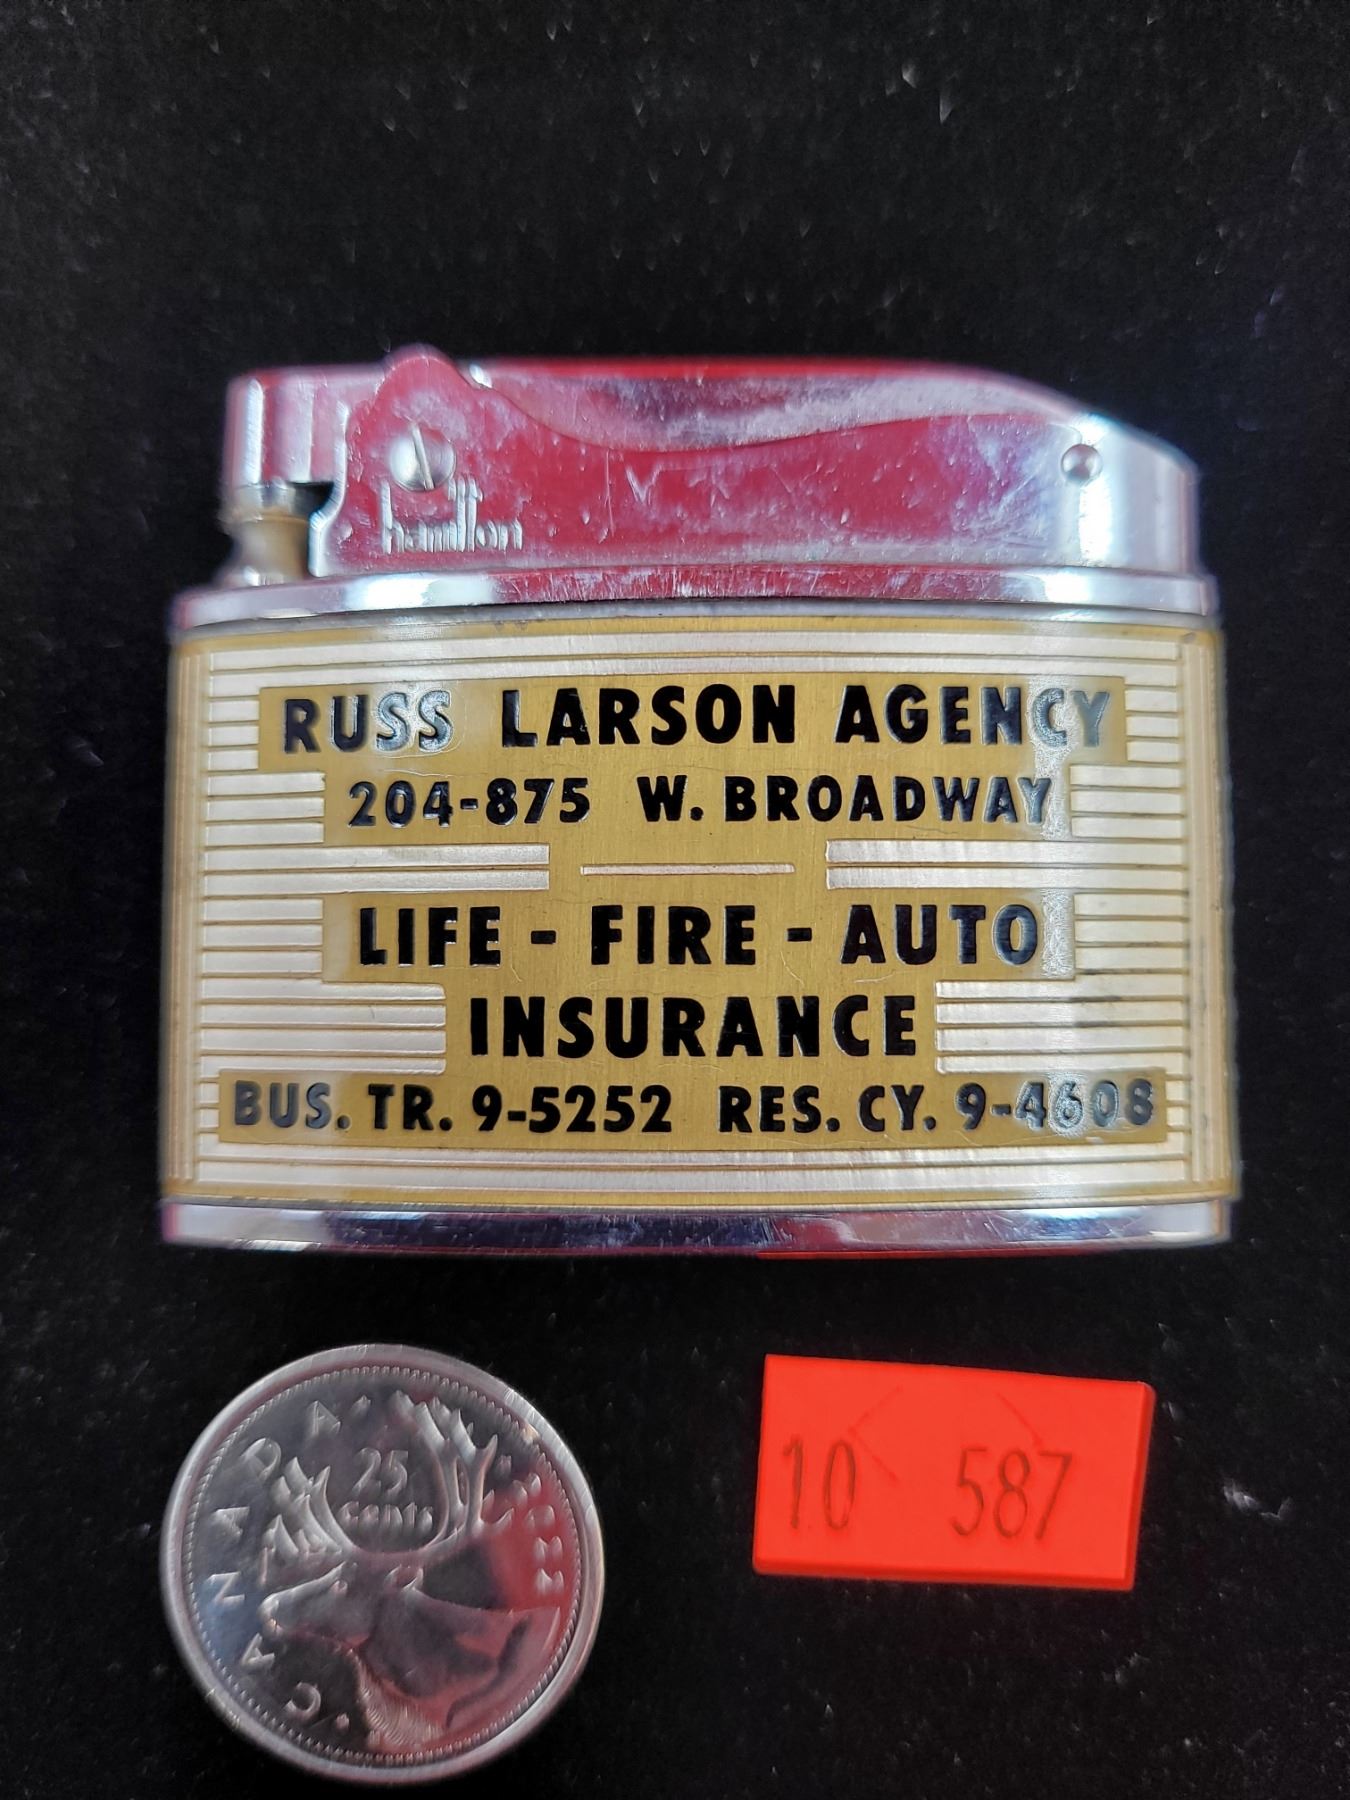 hamilton
RUSS LARSON AGENCY
204-875 W. BROADWAY
LIFE - FIRE - AUTO
INSURANCE
BUS. TR. 9-5252 RES. CY. 9-4608
25
cents
CANADA
10 587